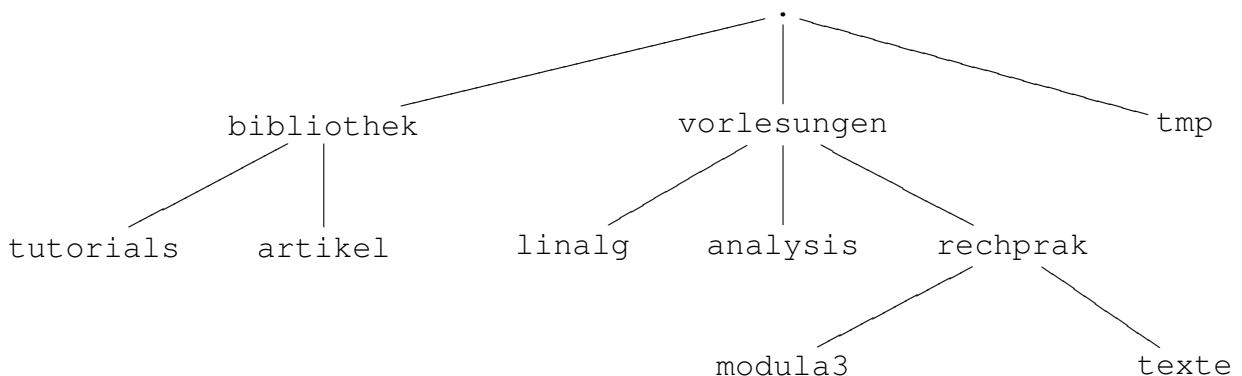 .
bibliothek vorlesungen tmp
tutorials artikel linalg analysis rechprak
modula3 texte